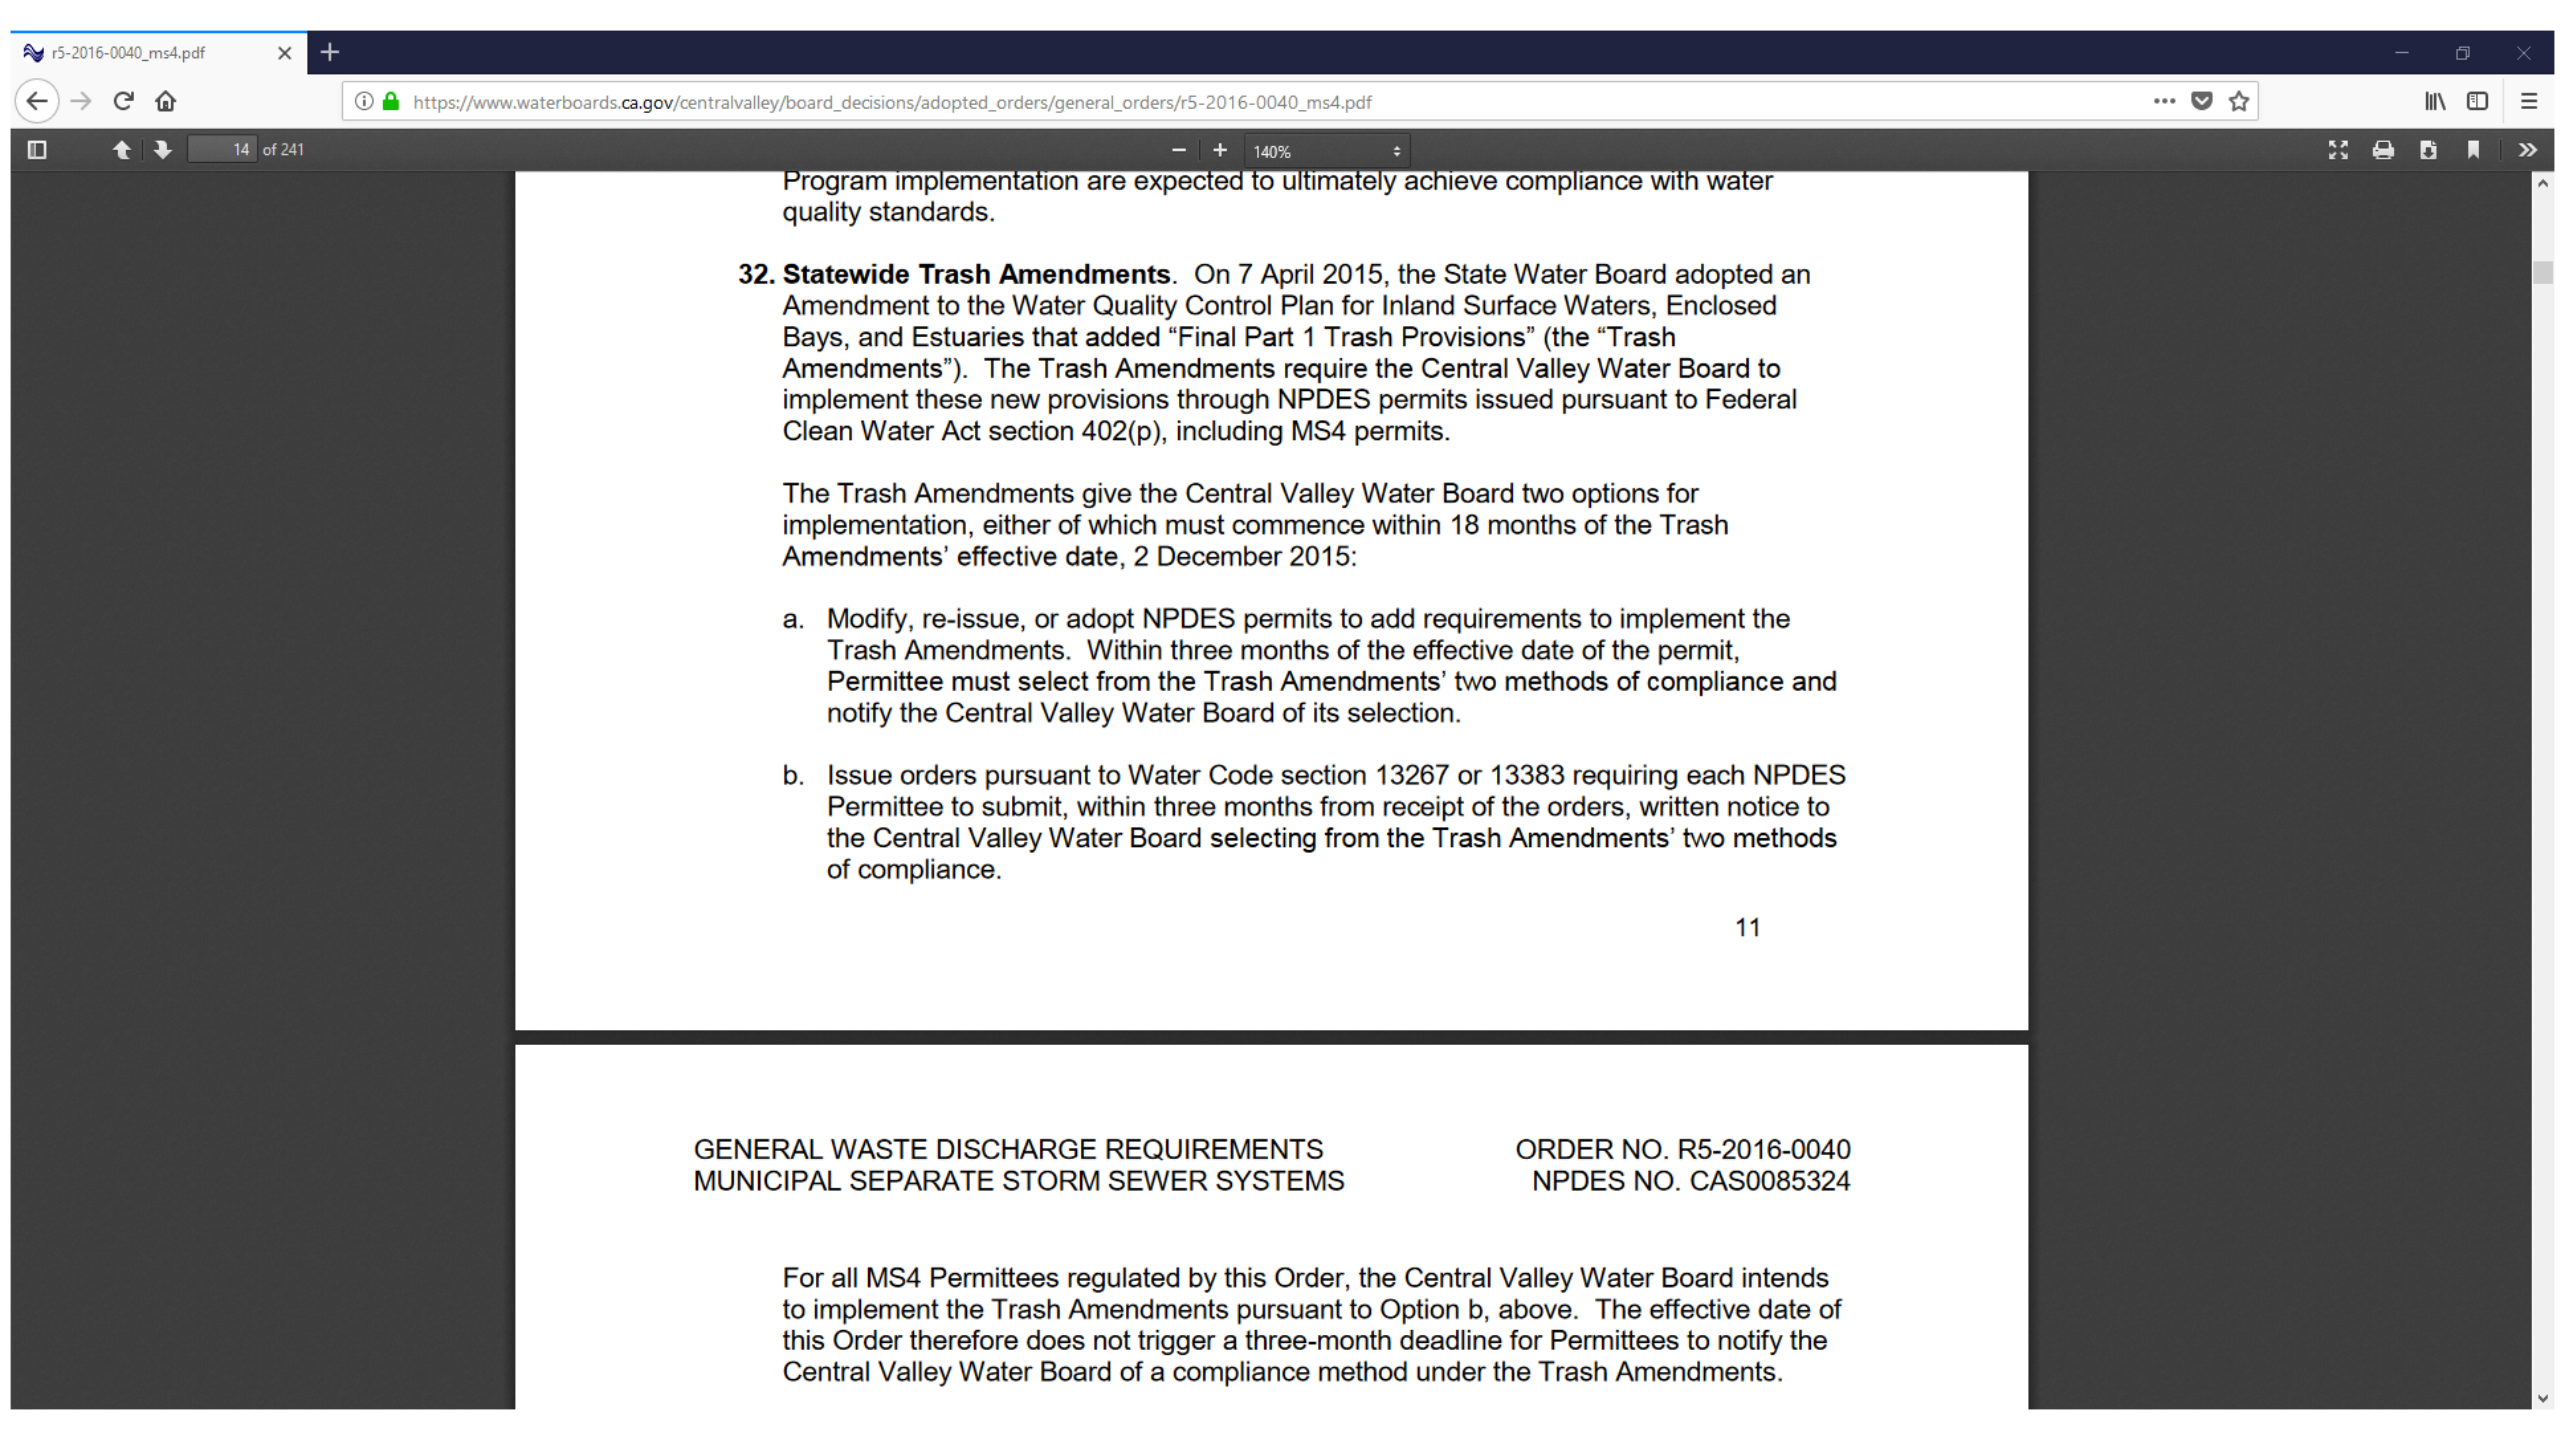 r5-2016-0040_ms4.pdf
https://www.waterboards.ca.gov/centralvalley/board_decisions/adopted_orders/general_orders/r5-2016-0040_ms4.pdf
14 of 241
140%
Program implementation are expected to ultimately achieve compliance with water
quality standards.
32. Statewide Trash Amendments. On 7 April 2015, the State Water Board adopted an
Amendment to the Water Quality Control Plan for Inland Surface Waters, Enclosed
Bays, and Estuaries that added “Final Part 1 Trash Provisions” (the “Trash
Amendments”). The Trash Amendments require the Central Valley Water Board to
implement these new provisions through NPDES permits issued pursuant to Federal
Clean Water Act section 402(p), including MS4 permits.
The Trash Amendments give the Central Valley Water Board two options for
implementation, either of which must commence within 18 months of the Trash
Amendments’ effective date, 2 December 2015:
a. Modify, re-issue, or adopt NPDES permits to add requirements to implement the
Trash Amendments. Within three months of the effective date of the permit,
Permittee must select from the Trash Amendments’ two methods of compliance and
notify the Central Valley Water Board of its selection.
b. Issue orders pursuant to Water Code section 13267 or 13383 requiring each NPDES
Permittee to submit, within three months from receipt of the orders, written notice to
the Central Valley Water Board selecting from the Trash Amendments’ two methods
of compliance.
11
GENERAL WASTE DISCHARGE REQUIREMENTS ORDER NO. R5-2016-0040
MUNICIPAL SEPARATE STORM SEWER SYSTEMS NPDES NO. CAS0085324
For all MS4 Permittees regulated by this Order, the Central Valley Water Board intends
to implement the Trash Amendments pursuant to Option b, above. The effective date of
this Order therefore does not trigger a three-month deadline for Permittees to notify the
Central Valley Water Board of a compliance method under the Trash Amendments.